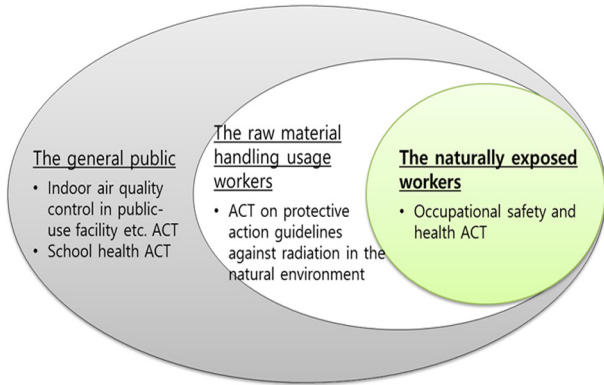 The general public
• Indoor air quality
control in public-
use facility etc. ACT
• School health ACT
The raw material
handling usage
workers
• ACT on protective
action guidelines
against radiation in the
natural environment
The naturally exposed
workers
• Occupational safety and
health ACT